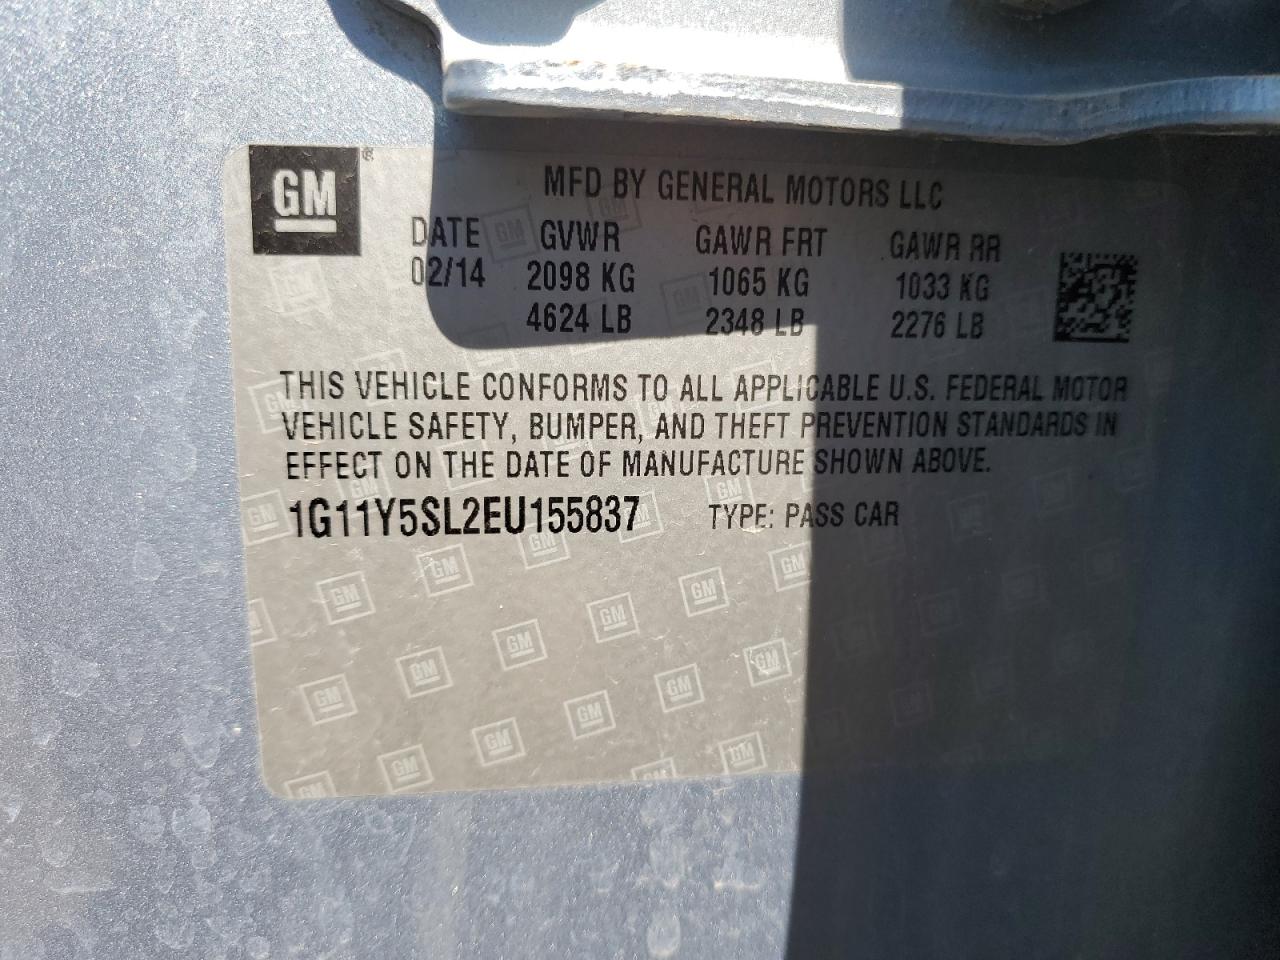 GM
MFD BY GENERAL MOTORS LLC
DATE GVWR GAWR FRT GAWR RR
02/14 2098 KG 1065 KG 1033 KG
4624 LB 2348 LB 2276 LB
THIS VEHICLE CONFORMS TO ALL APPLICABLE U.S. FEDERAL MOTOR
VEHICLE SAFETY, BUMPER, AND THEFT PREVENTION STANDARDS IN
EFFECT ON THE DATE OF MANUFACTURE SHOWN ABOVE.
1G11Y5SL2EU155837 TYPE: PASS CAR